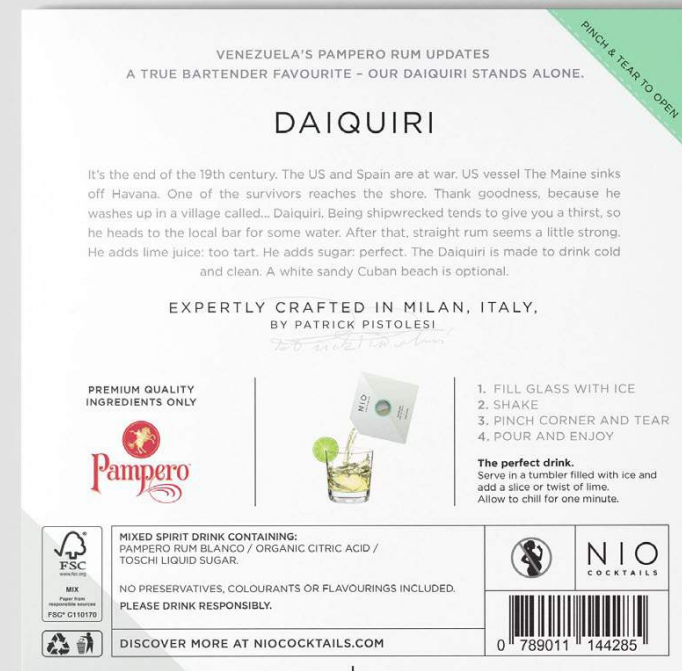 PINCH & TEAR TO OPEN
VENEZUELA'S PAMPERO RUM UPDATES
A TRUE BARTENDER FAVOURITE – OUR DAIQUIRI STANDS ALONE.
DAIQUIRI
It's the end of the 19th century. The US and Spain are at war. US vessel The Maine sinks
off Havana. One of the survivors reaches the shore. Thank goodness, because he
washes up in a village called... Daiquiri. Being shipwrecked tends to give you a thirst, so
he heads to the local bar for some water. After that, straight rum seems a little strong.
He adds lime juice: too tart. He adds sugar: perfect. The Daiquiri is made to drink cold
and clean. A white sandy Cuban beach is optional.
EXPERTLY CRAFTED IN MILAN, ITALY,
BY PATRICK PISTOLESI
PREMIUM QUALITY
INGREDIENTS ONLY
Pampero
NIO
1. FILL GLASS WITH ICE
2. SHAKE
3. PINCH CORNER AND TEAR
4. POUR AND ENJOY
The perfect drink.
Serve in a tumbler filled with ice and
add a slice or twist of lime.
Allow to chill for one minute.
FSC
www.fsc.org
MIX
Paper from
responsible sources
FSC® C110170
MIXED SPIRIT DRINK CONTAINING:
PAMPERO RUM BLANCO / ORGANIC CITRIC ACID /
TOSCHI LIQUID SUGAR.
NO PRESERVATIVES, COLOURANTS OR FLAVOURINGS INCLUDED.
PLEASE DRINK RESPONSIBLY.
DISCOVER MORE AT NIOCOCKTAILS.COM
NIO
COCKTAILS
0 789011 144285